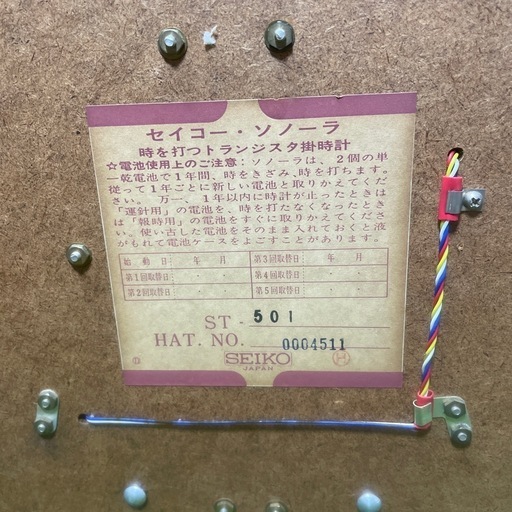 セイコー・ソノーラ
時を打つトランジスタ掛時計
☆電池使用上のご注意：ソノーラは、2個の単
一乾電池で1年間、時をきざみ、時を打ちます。
従って1年ごとに新しい電池と取りかえてくだ
さい。万一、1年以内に時計が止ったときは
「運針用」の電池を、時を打たなくなったとき
は「報時用」の電池をすぐに取りかえてくださ
い。使い古した電池をそのまま入れておくと液
がもれて電池ケースをよごすことがあります。
始動日 年 月 第3回取替日 年 月
第1回取替日 ・ ・ 第4回取替日 ・ ・
第2回取替日 ・ ・ 第5回取替日 ・ ・
ST-501
HAT. NO. 0004511
SEIKO
JAPAN
H